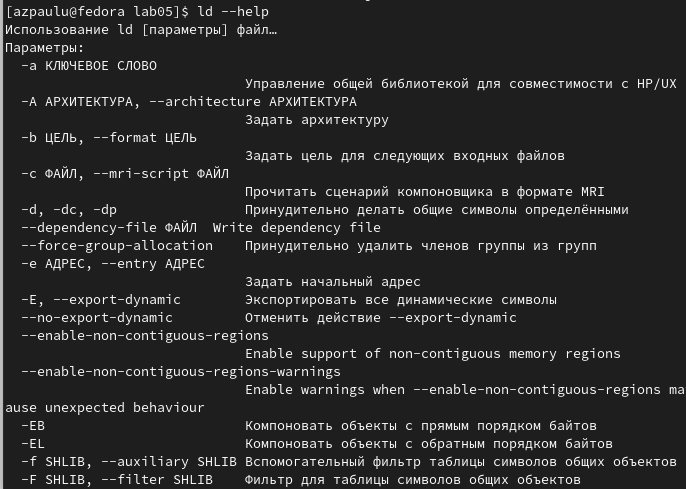 [azpaulu@fedora lab05]$ ld --help
Использование ld [параметры] файл…
Параметры:
-a КЛЮЧЕВОЕ СЛОВО
Управление общей библиотекой для совместимости с HP/UX
-A АРХИТЕКТУРА, --architecture АРХИТЕКТУРА
Задать архитектуру
-b ЦЕЛЬ, --format ЦЕЛЬ
Задать цель для следующих входных файлов
-c ФАЙЛ, --mri-script ФАЙЛ
Прочитать сценарий компоновщика в формате MRI
-d, -dc, -dp Принудительно делать общие символы определёнными
--dependency-file ФАЙЛ Write dependency file
--force-group-allocation Принудительно удалить членов группы из групп
-e АДРЕС, --entry АДРЕС
Задать начальный адрес
-E, --export-dynamic Экспортировать все динамические символы
--no-export-dynamic Отменить действие --export-dynamic
--enable-non-contiguous-regions
Enable support of non-contiguous memory regions
--enable-non-contiguous-regions-warnings
Enable warnings when --enable-non-contiguous-regions ma
ause unexpected behaviour
-EB Компоновать объекты с прямым порядком байтов
-EL Компоновать объекты с обратным порядком байтов
-f SHLIB, --auxiliary SHLIB Вспомогательный фильтр таблицы символов общих объектов
-F SHLIB, --filter SHLIB Фильтр для таблицы символов общих объектов